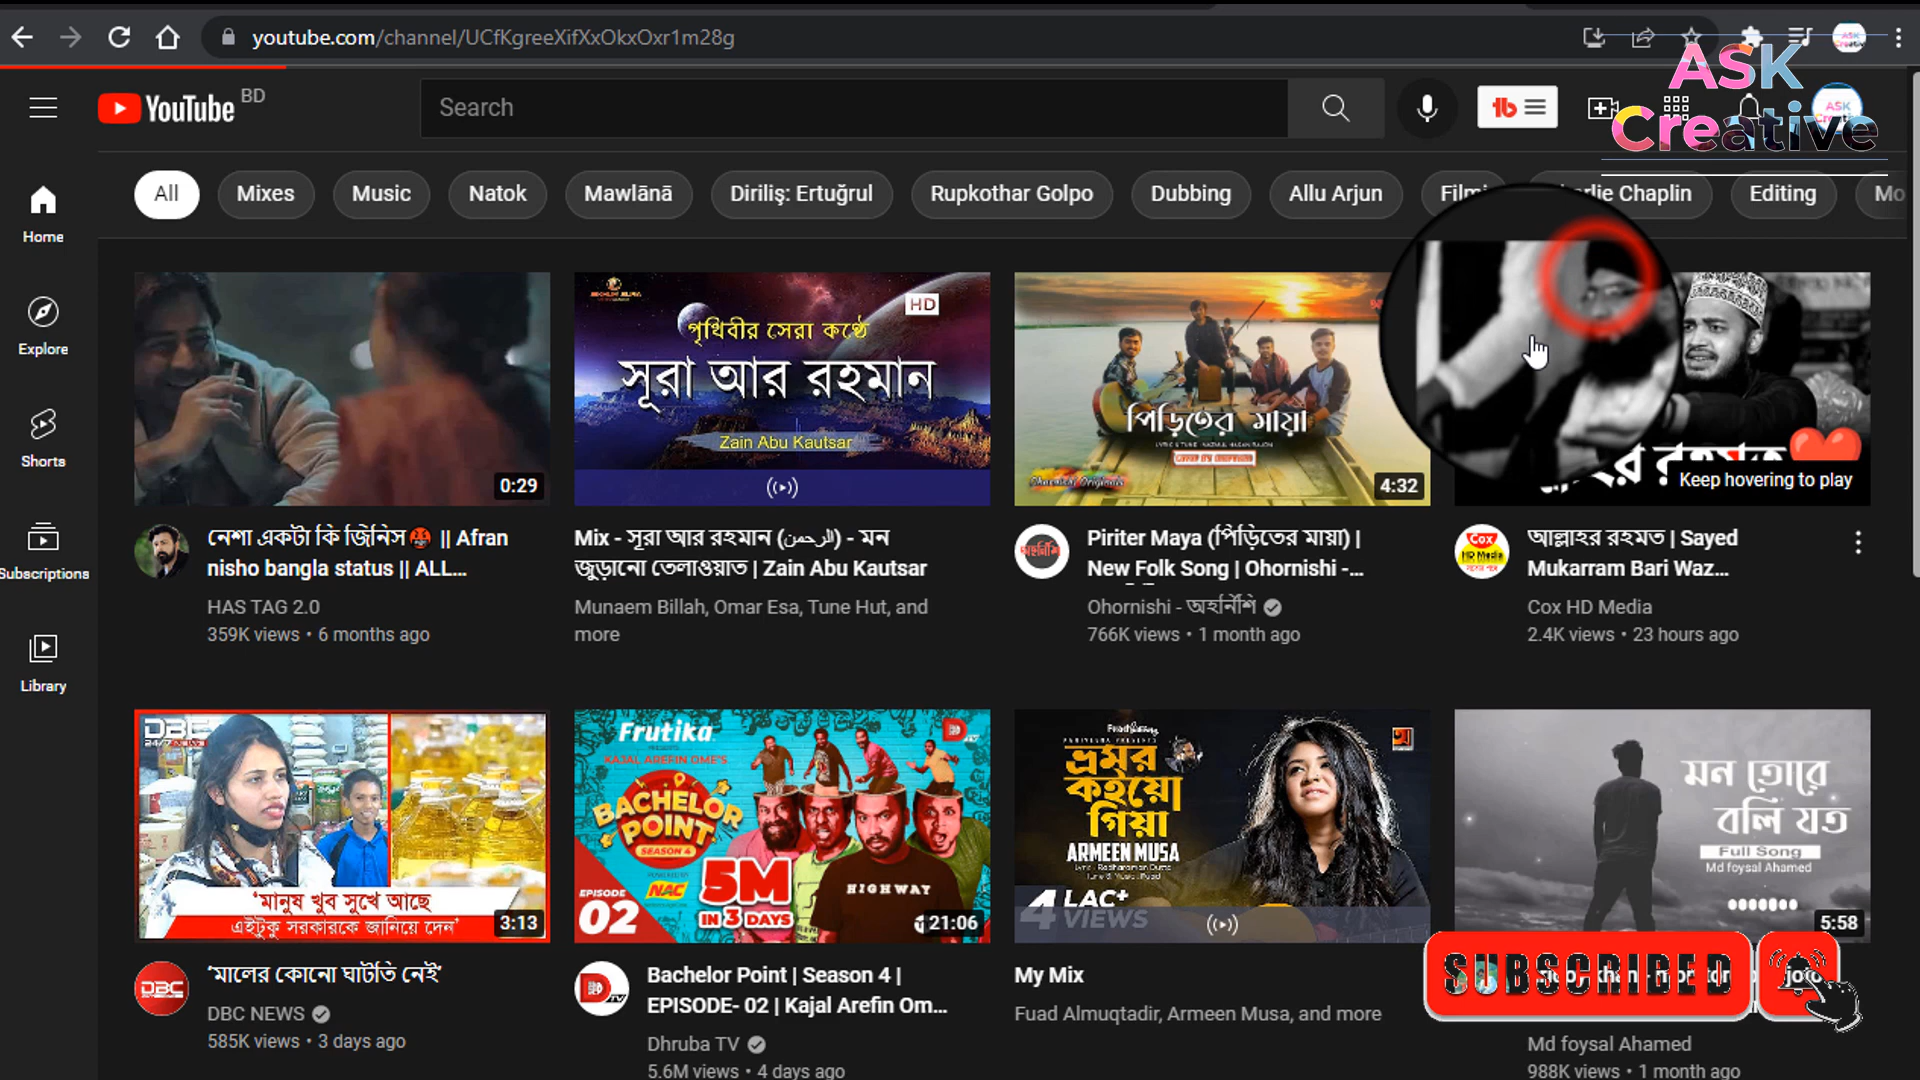 youtube.com/channel/UCfKgreeXifXxOkxOxr1m28g
ASK
Creative
YouTube BD
Search
All
Mixes
Music
Natok
Mawlānā
Diriliş: Ertuğrul
Rupkothar Golpo
Dubbing
Allu Arjun
Charlie Chaplin
Editing
Home
Explore
Shorts
Subscriptions
Library
0:29
HD
পৃথিবীর সেরা কণ্ঠে
সূরা আর রহমান
Zain Abu Kautsar
পিড়িতের মায়া
4:32
Keep hovering to play
নেশা একটা কি জিনিস || Afran
nisho bangla status || ALL...
HAS TAG 2.0
359K views • 6 months ago
Mix - সূরা আর রহমান (الرحمن) - মন
জুড়ানো তেলাওয়াত | Zain Abu Kautsar
Munaem Billah, Omar Esa, Tune Hut, and
more
Piriter Maya (পিড়িতের মায়া) |
New Folk Song | Ohornishi -...
Ohornishi - অহর্নিশি
766K views • 1 month ago
আল্লাহর রহমত | Sayed
Mukarram Bari Waz...
Cox HD Media
2.4K views • 23 hours ago
DBC
24/7 NEWS
'মানুষ খুব সুখে আছে
এইটুকু সরকারকে জানিয়ে দেন'
3:13
Frutika
KAJAL AREFIN OME'S
BACHELOR
POINT
SEASON 4
EPISODE
02
NAC
5M
IN 3 DAYS
HIGHWAY
21:06
ভ্রমর
কইয়ো
গিয়া
ARMEEN MUSA
4 LAC+
VIEWS
মন তোরে
বলি যত
Full Song
Md foysal Ahamed
5:58
SUBSCRIBED
'মালের কোনো ঘাটতি নেই'
DBC NEWS
585K views • 3 days ago
Bachelor Point | Season 4 |
EPISODE- 02 | Kajal Arefin Om...
Dhruba TV
5.6M views • 4 days ago
My Mix
Fuad Almuqtadir, Armeen Musa, and more
Md foysal Ahamed
988K views • 1 month ago